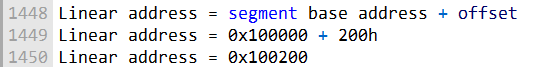 1448 Linear address = segment base address + offset
1449 Linear address = 0x100000 + 200h
1450 Linear address = 0x100200